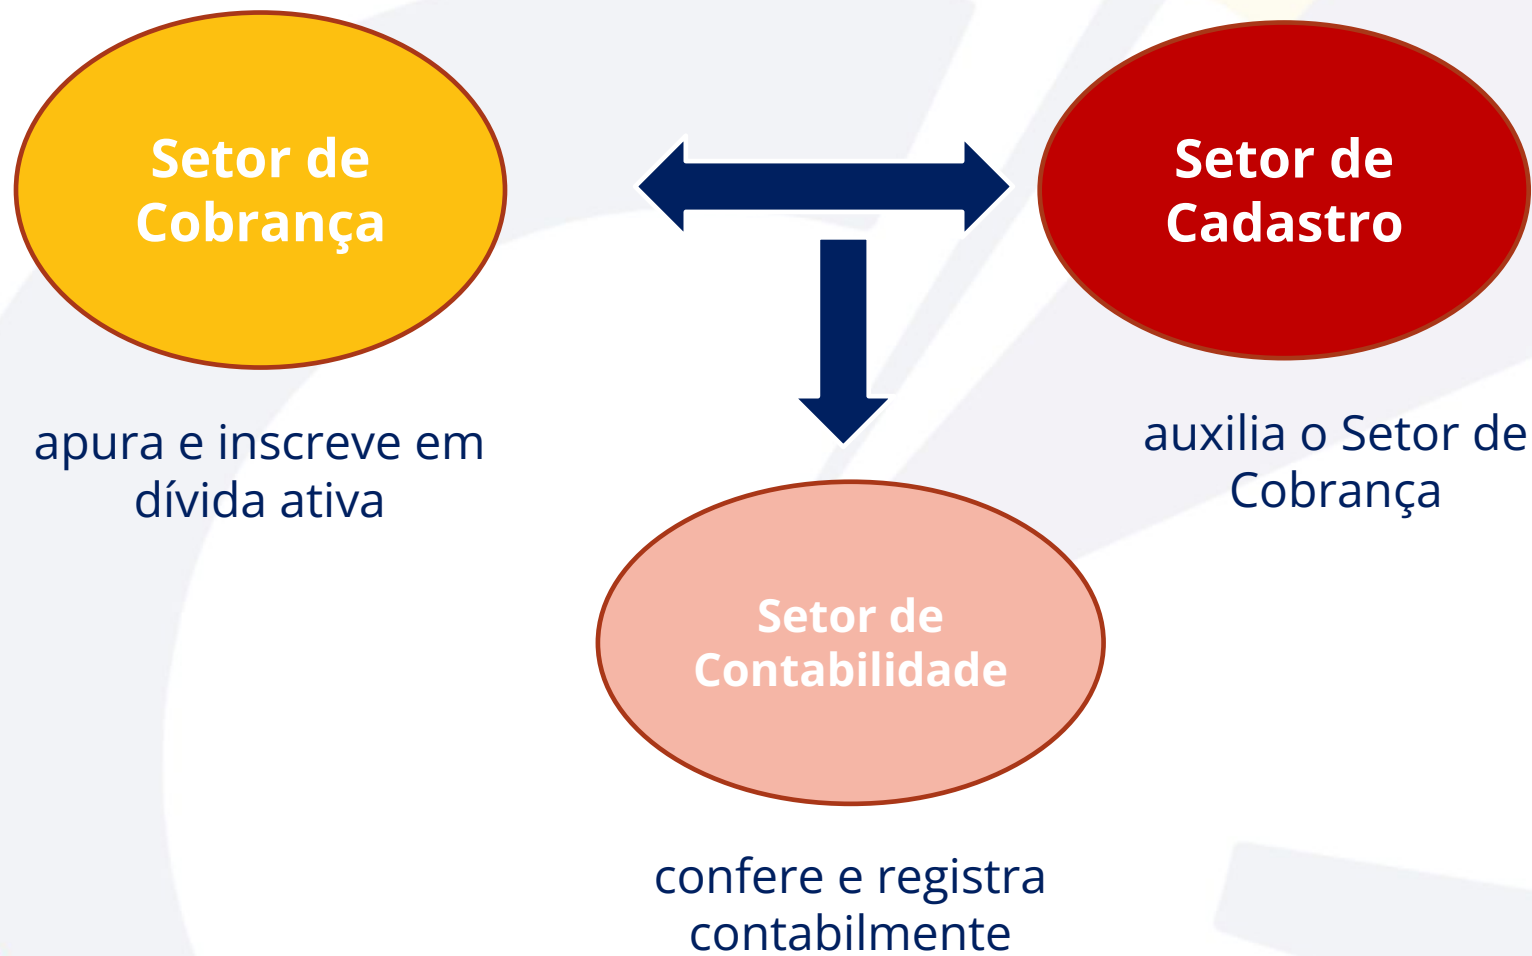 Setor de
Cobrança
Setor de
Cadastro
apura e inscreve em
dívida ativa
auxilia o Setor de
Cobrança
Setor de
Contabilidade
confere e registra
contabilmente